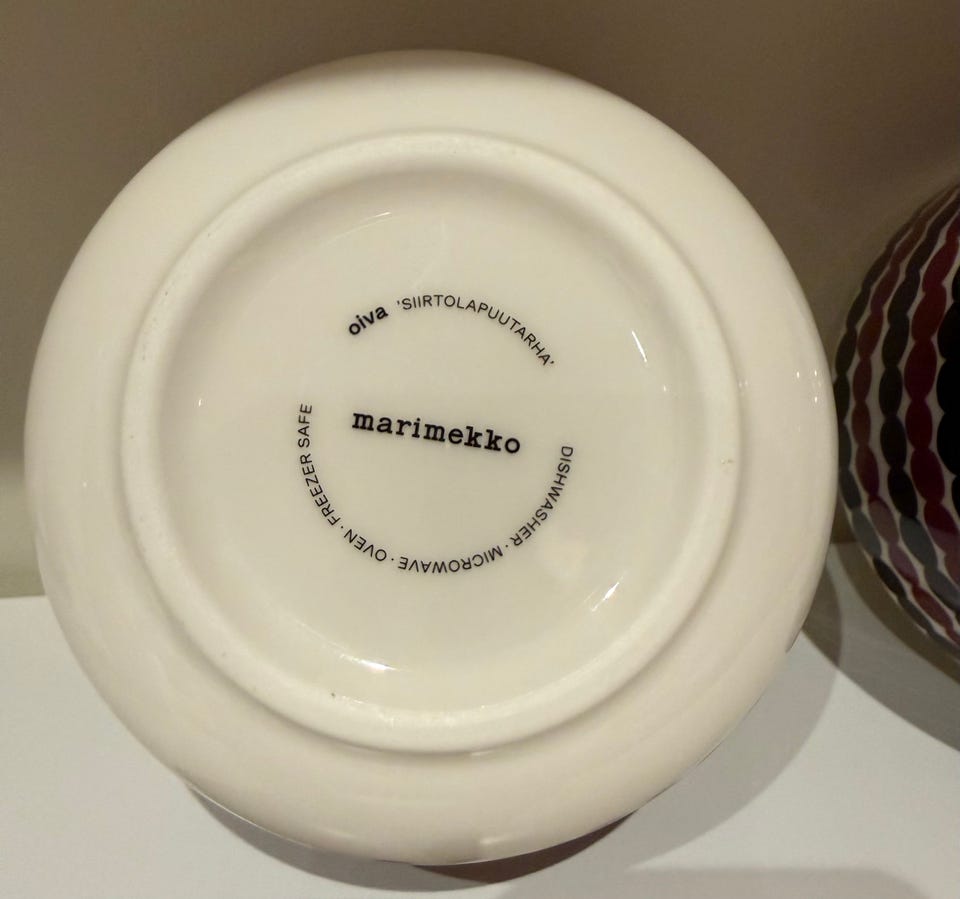 oiva 'SIIRTOLAPUUTARHA'
marimekko
DISHWASHER · MICROWAVE · OVEN · FREEZER SAFE